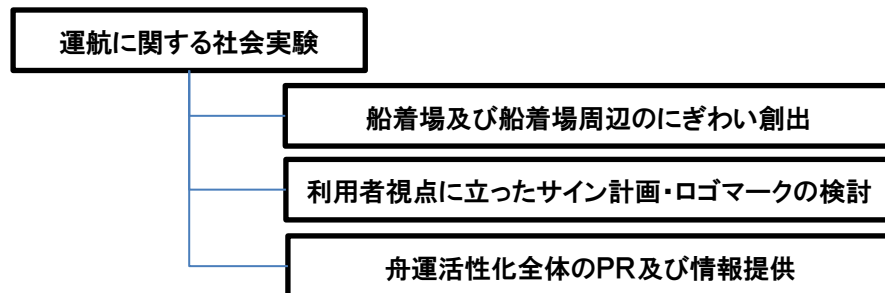 運航に関する社会実験
船着場及び船着場周辺のにぎわい創出
利用者視点に立ったサイン計画・ロゴマークの検討
舟運活性化全体のPR及び情報提供